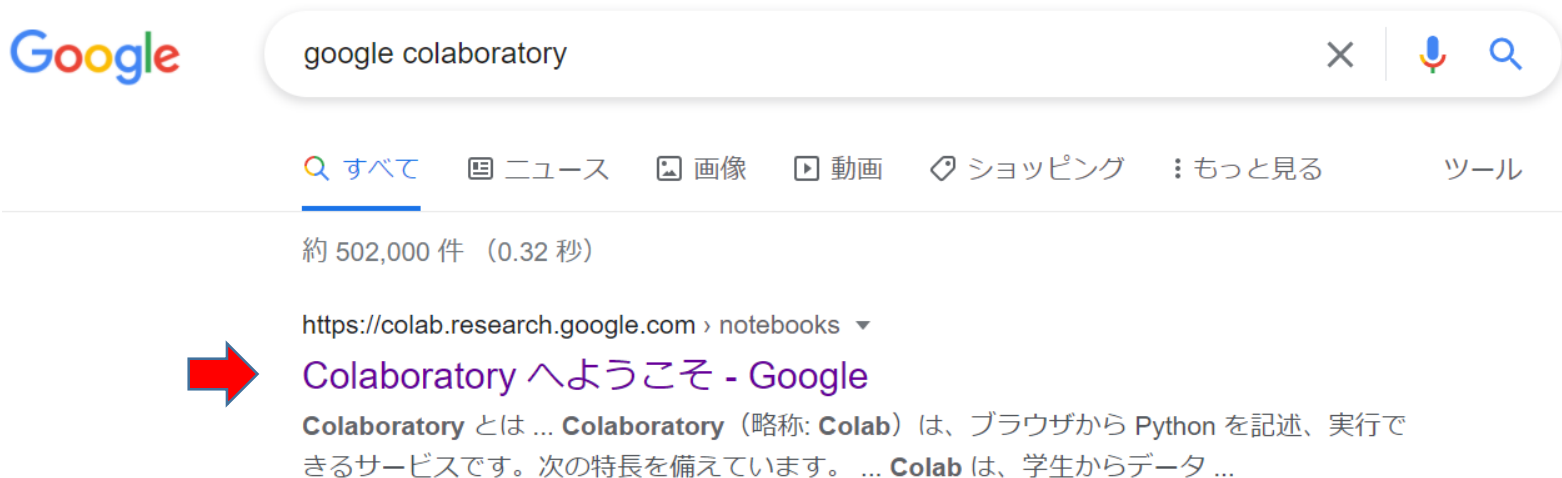 Google
google colaboratory
すべて ニュース 画像 動画 ショッピング もっと見る ツール
約 502,000 件 （0.32 秒）
https://colab.research.google.com › notebooks
Colaboratory へようこそ - Google
Colaboratory とは ... Colaboratory（略称: Colab）は、ブラウザから Python を記述、実行で
きるサービスです。次の特長を備えています。 ... Colab は、学生からデータ ...